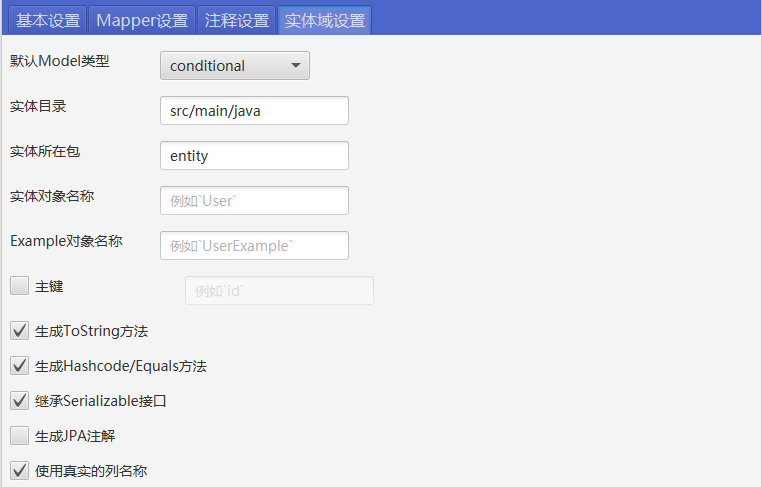 基本设置 Mapper设置 注释设置 实体域设置
默认Model类型 conditional
实体目录 src/main/java
实体所在包 entity
实体对象名称 例如`User`
Example对象名称 例如`UserExample`
主键 例如`id`
生成ToString方法
生成Hashcode/Equals方法
继承Serializable接口
生成JPA注解
使用真实的列名称